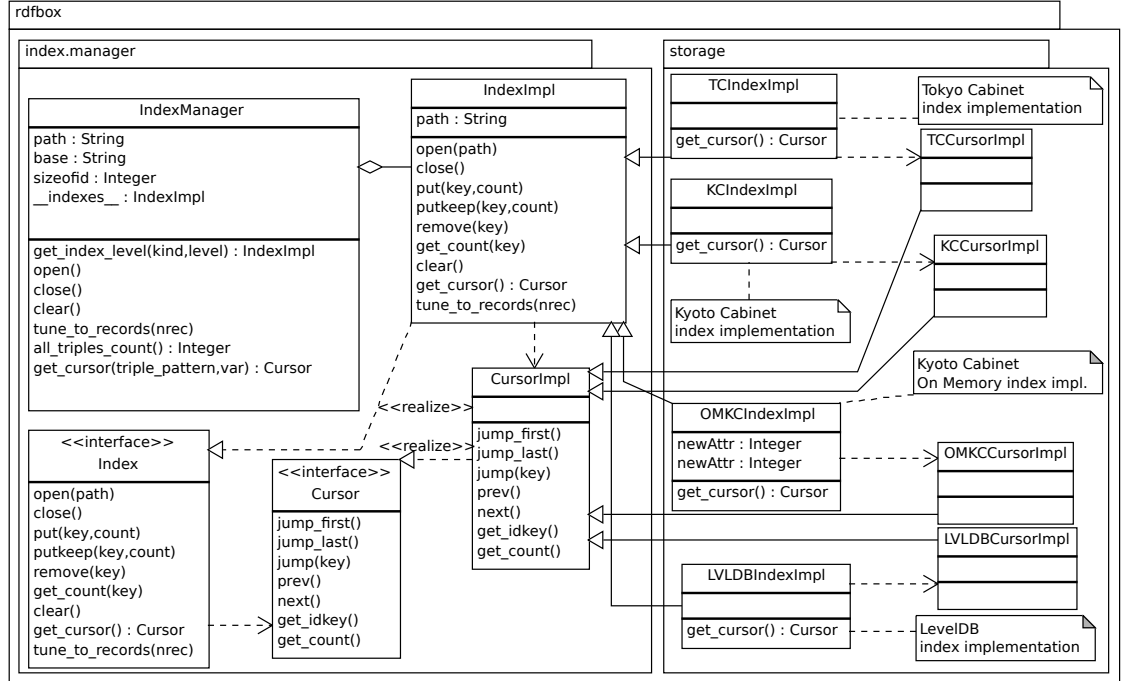 rdfbox
index.manager
IndexManager
path : String
base : String
sizeofid : Integer
__indexes__ : IndexImpl
get_index_level(kind,level) : IndexImpl
open()
close()
clear()
tune_to_records(nrec)
all_triples_count() : Integer
get_cursor(triple_pattern,var) : Cursor
IndexImpl
path : String
open(path)
close()
put(key,count)
putkeep(key,count)
remove(key)
get_count(key)
clear()
get_cursor() : Cursor
tune_to_records(nrec)
<<realize>>
<<realize>>
CursorImpl
jump_first()
jump_last()
jump(key)
prev()
next()
get_idkey()
get_count()
<<interface>>
Index
open(path)
close()
put(key,count)
putkeep(key,count)
remove(key)
get_count(key)
clear()
get_cursor() : Cursor
tune_to_records(nrec)
<<interface>>
Cursor
jump_first()
jump_last()
jump(key)
prev()
next()
get_idkey()
get_count()
storage
TCIndexImpl
get_cursor() : Cursor
Tokyo Cabinet
index implementation
TCCursorImpl
KCIndexImpl
get_cursor() : Cursor
KCCursorImpl
Kyoto Cabinet
index implementation
Kyoto Cabinet
On Memory index impl.
OMKCIndexImpl
newAttr : Integer
newAttr : Integer
get_cursor() : Cursor
OMKCCursorImpl
LVLDBCursorImpl
LVLDBIndexImpl
get_cursor() : Cursor
LevelDB
index implementation